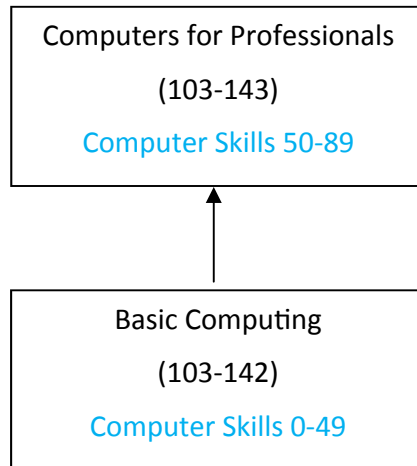 Computers for Professionals
(103-143)
Computer Skills 50-89
Basic Computing
(103-142)
Computer Skills 0-49